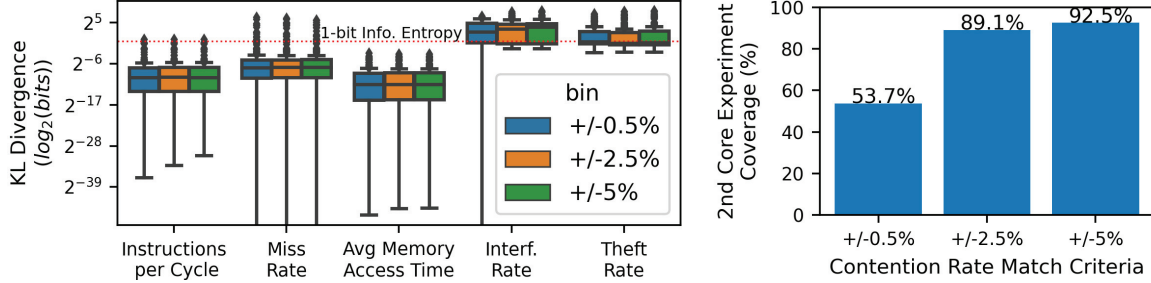 KL Divergence
(log₂(bits))
2⁵
2⁻⁶
2⁻¹⁷
2⁻²⁸
2⁻³⁹
1-bit Info. Entropy
bin
+/-0.5%
+/-2.5%
+/-5%
Instructions
per Cycle
Miss
Rate
Avg Memory
Access Time
Interf.
Rate
Theft
Rate
2nd Core Experiment
Coverage (%)
100
80
60
40
20
0
53.7%
89.1%
92.5%
+/-0.5%
+/-2.5%
+/-5%
Contention Rate Match Criteria